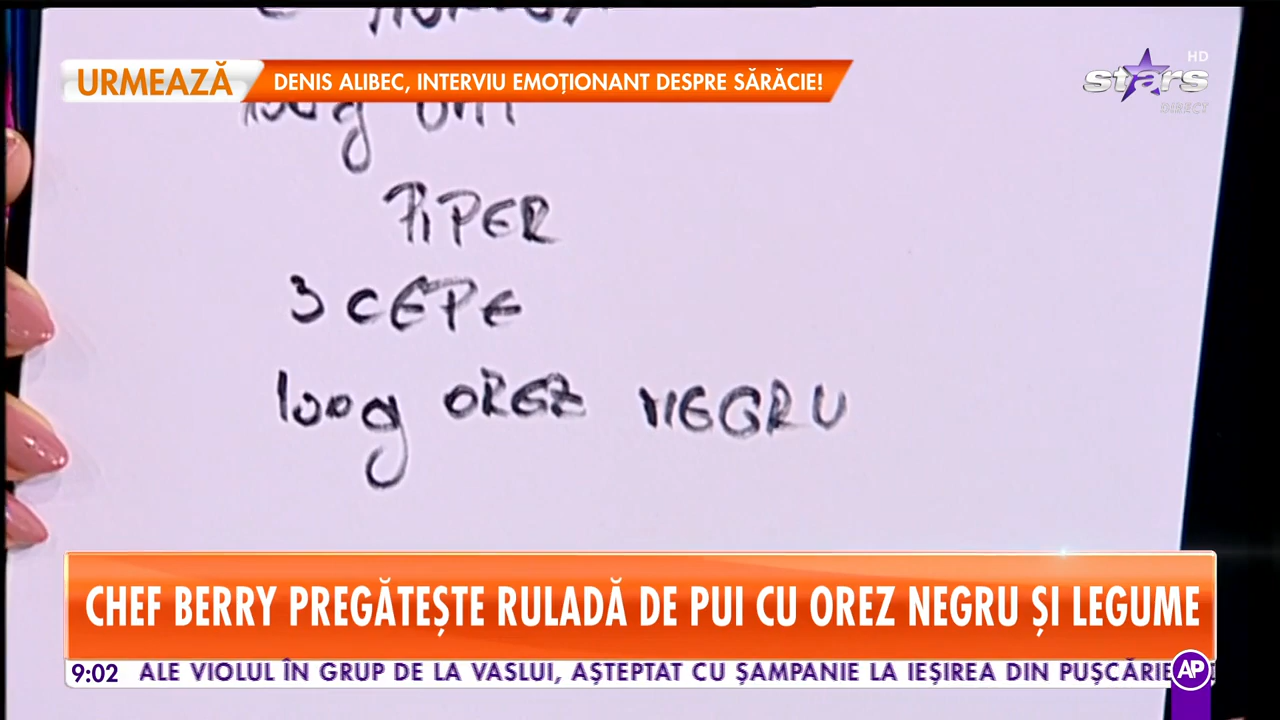 URMEAZĂ
DENIS ALIBEC, INTERVIU EMOȚIONANT DESPRE SĂRĂCIE!
HD
stars
DIRECT
100g
PIPER
3 CEPE
100g OREZ NEGRU
CHEF BERRY PREGĂTEȘTE RULADĂ DE PUI CU OREZ NEGRU ȘI LEGUME
9:02 ALE VIOLUL ÎN GRUP DE LA VASLUI, AȘTEPTAT CU ȘAMPANIE LA IEȘIREA DIN PUȘCĂRIE
AP